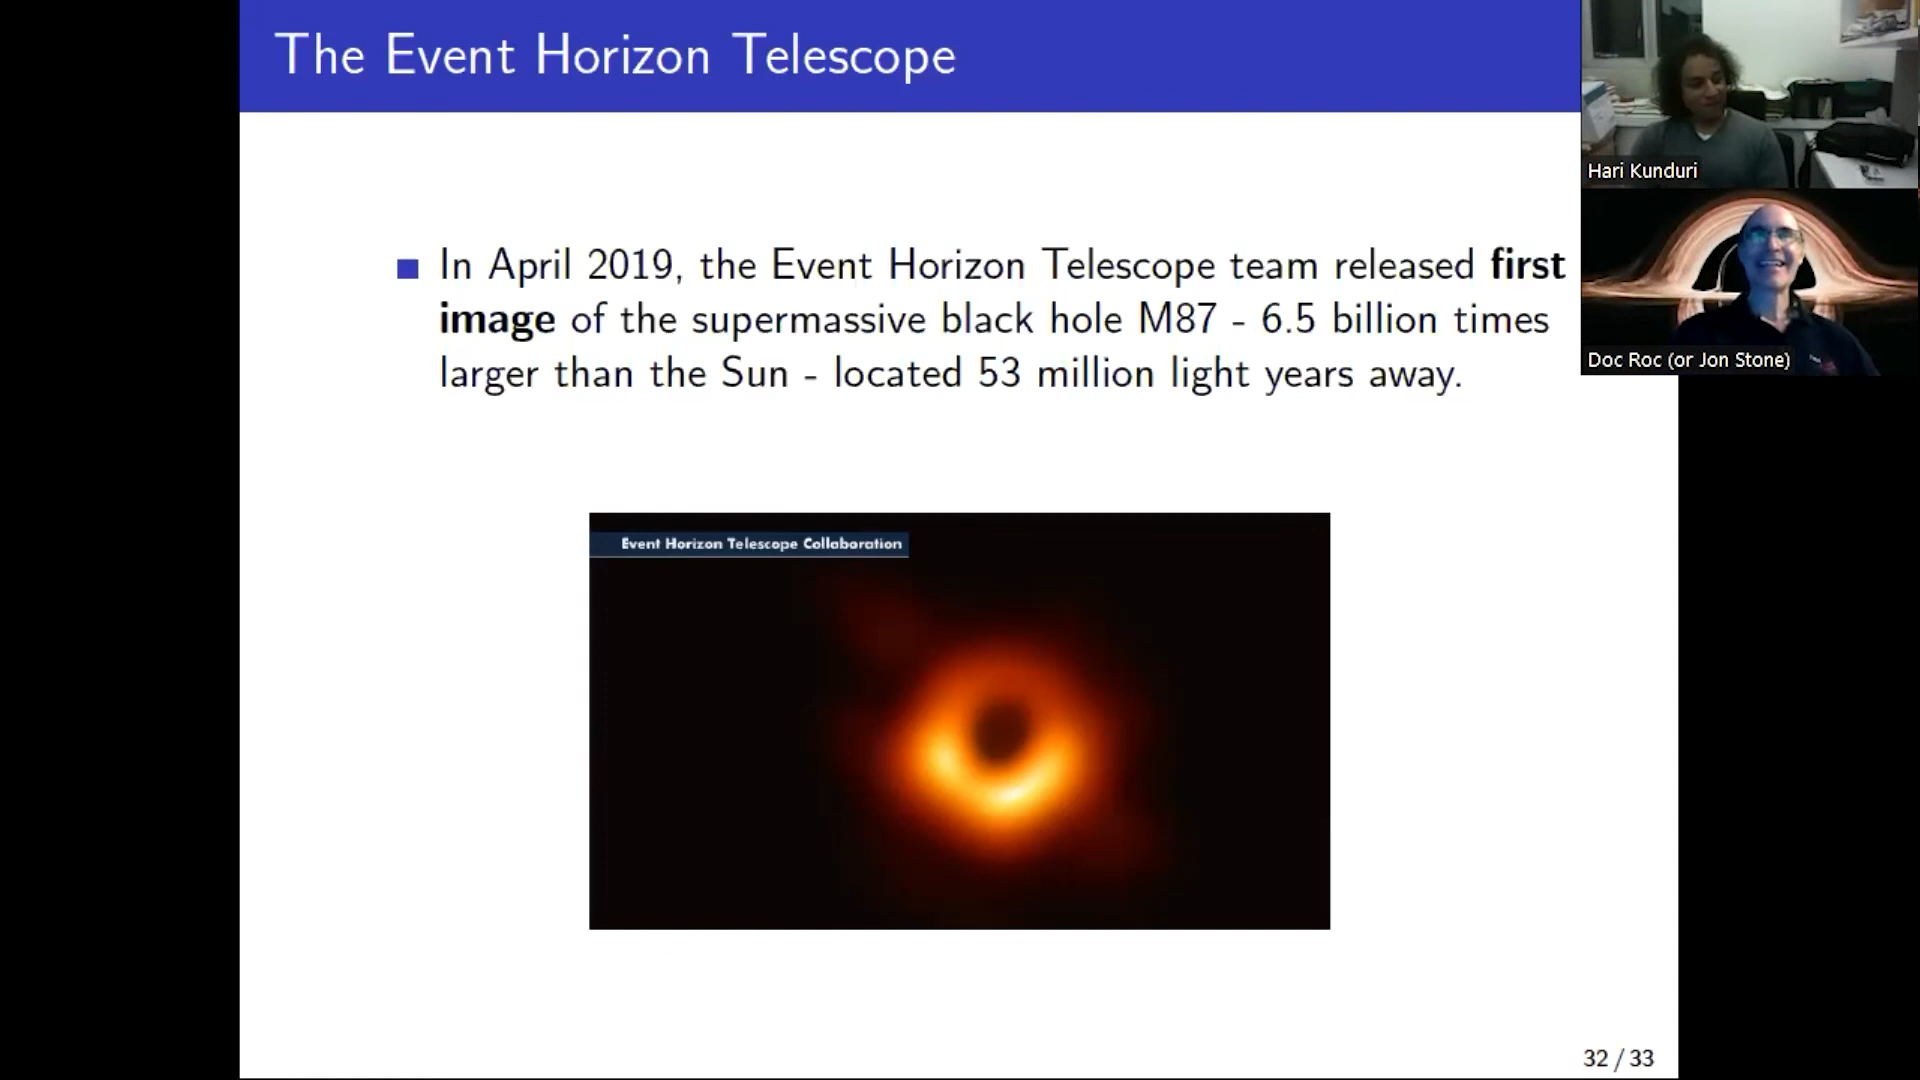 The Event Horizon Telescope
In April 2019, the Event Horizon Telescope team released first
image of the supermassive black hole M87 - 6.5 billion times
larger than the Sun - located 53 million light years away.
Event Horizon Telescope Collaboration
32 / 33
Hari Kunduri
Doc Roc (or Jon Stone)